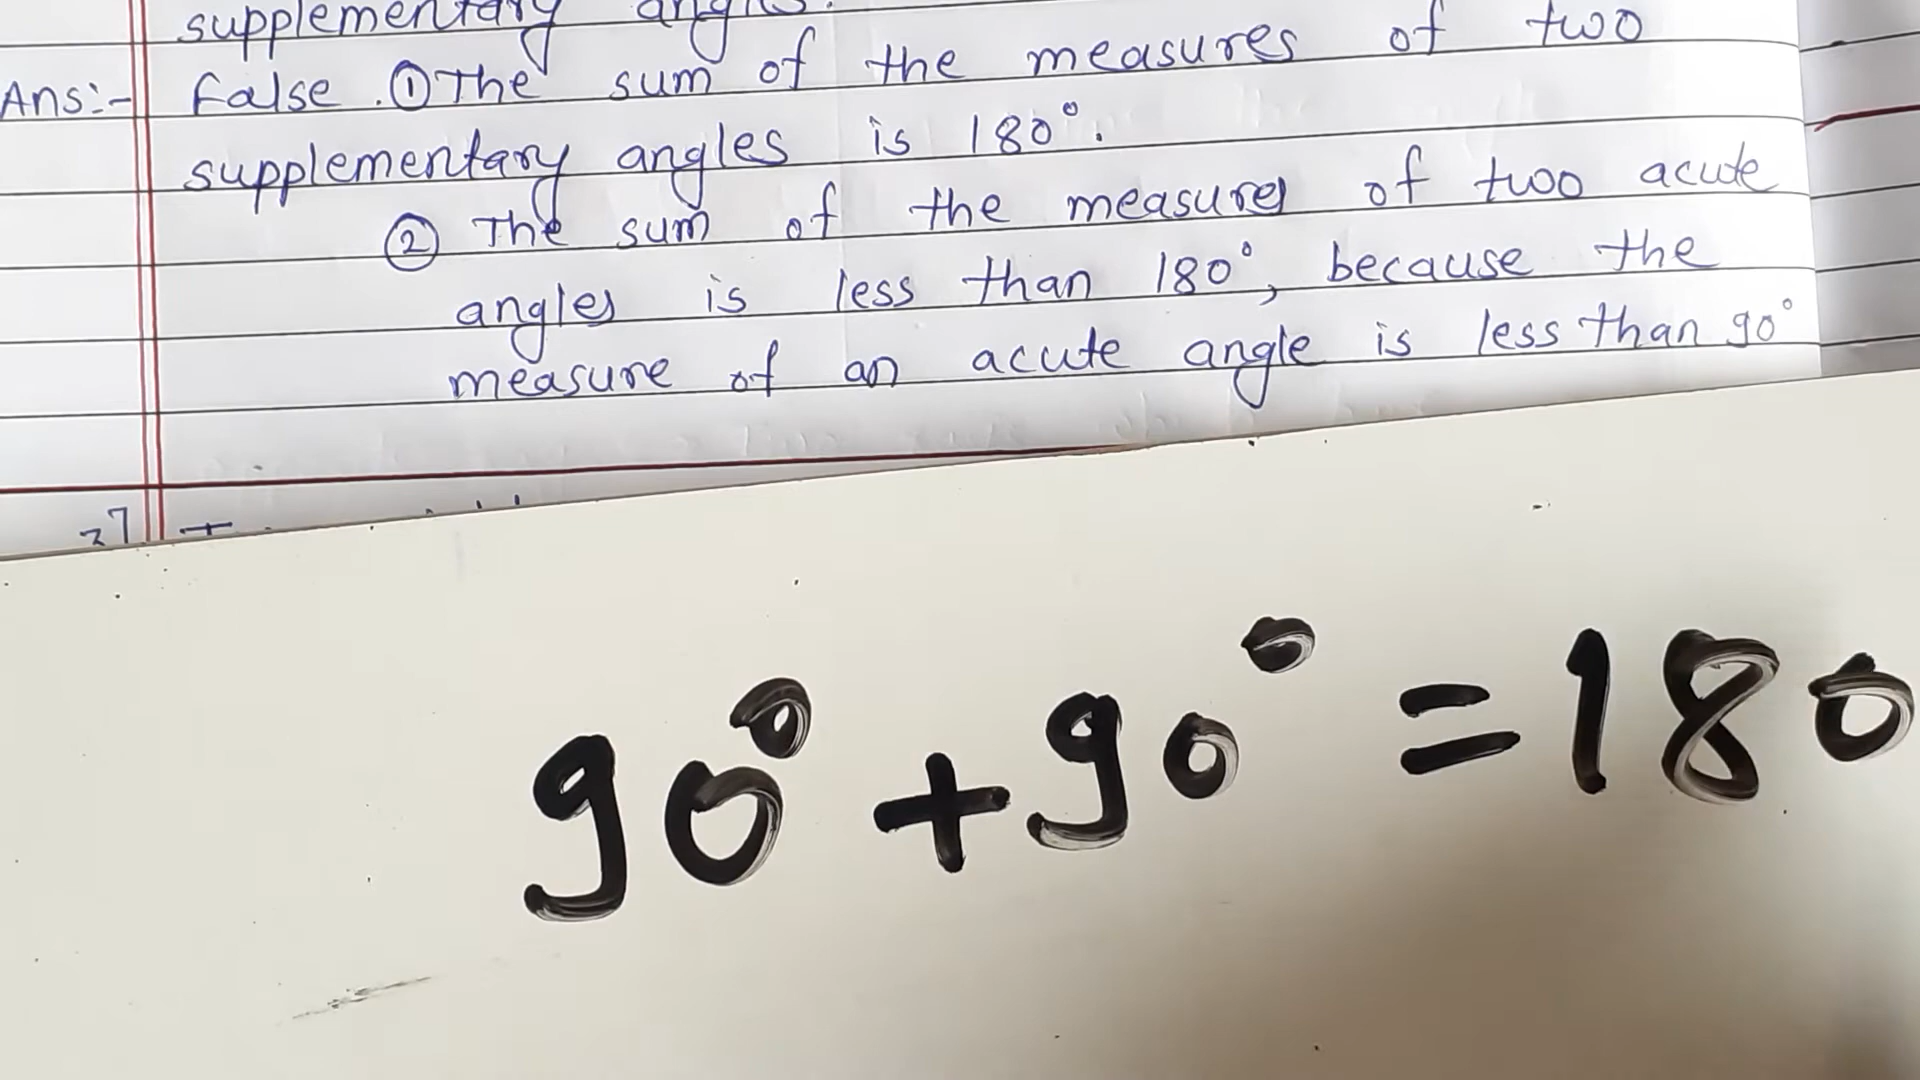 supplementary angles.
Ans:- False. ① The sum of the measures of two
supplementary angles is 180°.
② The sum of the measures of two acute
angles is less than 180°, because the
measure of an acute angle is less than 90°
90° + 90° = 180